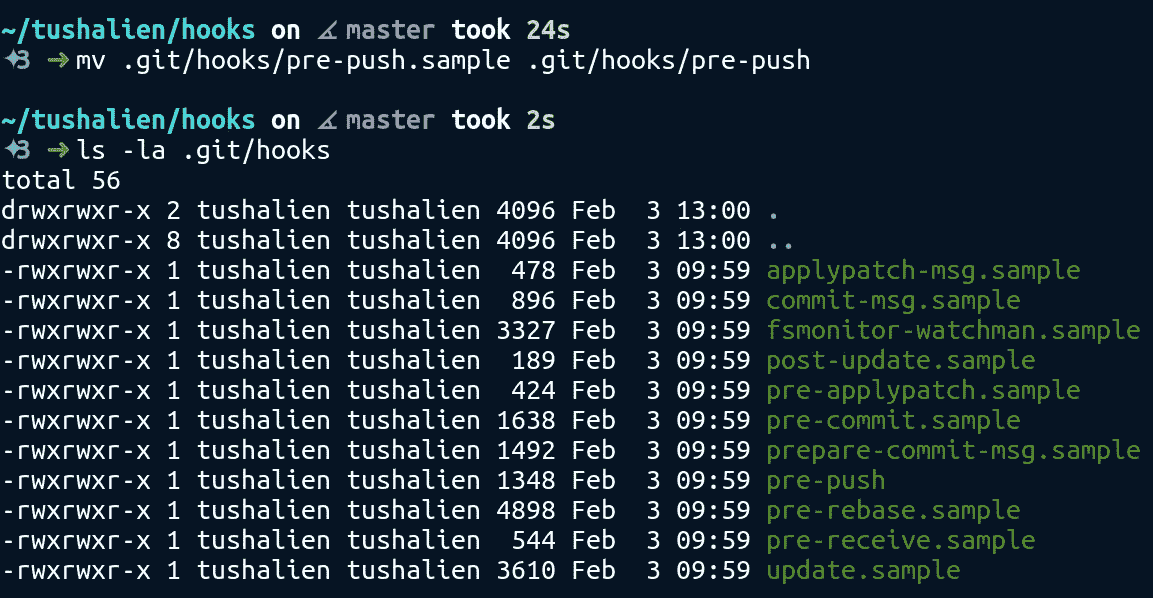 ~/tushalien/hooks on master took 24s
✦3 → mv .git/hooks/pre-push.sample .git/hooks/pre-push
~/tushalien/hooks on master took 2s
✦3 → ls -la .git/hooks
total 56
drwxrwxr-x 2 tushalien tushalien 4096 Feb  3 13:00 .
drwxrwxr-x 8 tushalien tushalien 4096 Feb  3 13:00 ..
-rwxrwxr-x 1 tushalien tushalien  478 Feb  3 09:59 applypatch-msg.sample
-rwxrwxr-x 1 tushalien tushalien  896 Feb  3 09:59 commit-msg.sample
-rwxrwxr-x 1 tushalien tushalien 3327 Feb  3 09:59 fsmonitor-watchman.sample
-rwxrwxr-x 1 tushalien tushalien  189 Feb  3 09:59 post-update.sample
-rwxrwxr-x 1 tushalien tushalien  424 Feb  3 09:59 pre-applypatch.sample
-rwxrwxr-x 1 tushalien tushalien 1638 Feb  3 09:59 pre-commit.sample
-rwxrwxr-x 1 tushalien tushalien 1492 Feb  3 09:59 prepare-commit-msg.sample
-rwxrwxr-x 1 tushalien tushalien 1348 Feb  3 09:59 pre-push
-rwxrwxr-x 1 tushalien tushalien 4898 Feb  3 09:59 pre-rebase.sample
-rwxrwxr-x 1 tushalien tushalien  544 Feb  3 09:59 pre-receive.sample
-rwxrwxr-x 1 tushalien tushalien 3610 Feb  3 09:59 update.sample